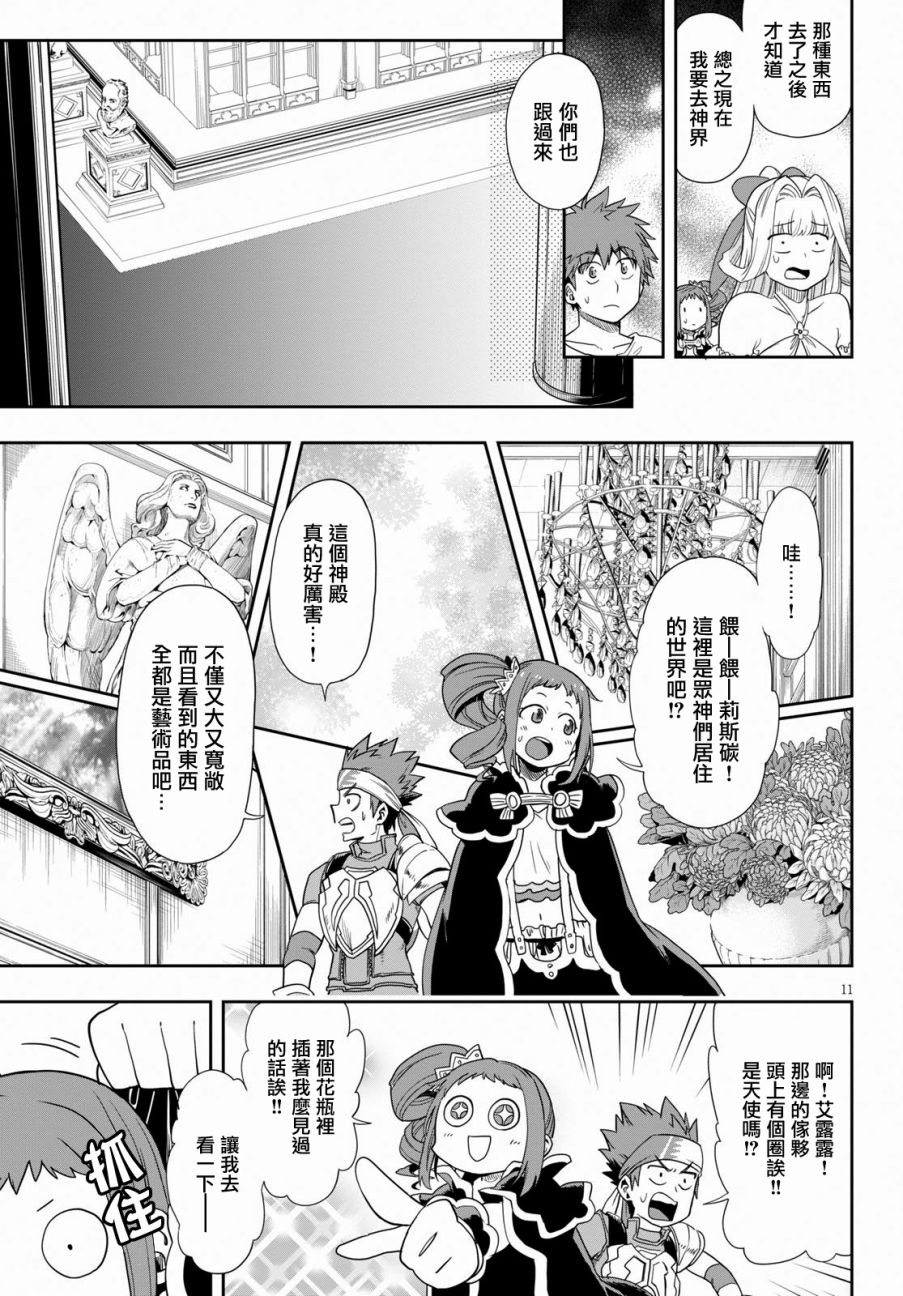 那種東西
去了之後
才知道
總之現在
我要去神界
你們也
跟過來
哇……！
餵—餵—莉斯碳！
這裡是眾神們居住
的世界吧!?
這個神殿
真的好厲害…！
不僅又大又寬敞
而且看到的東西
全都是藝術品吧…
11
啊！艾露露！
那邊的傢夥
頭上有個圈誒!!
是天使嗎!?
那個花瓶裡
插著我麼見過
的話誒!!
讓我去
看一下——
抓住